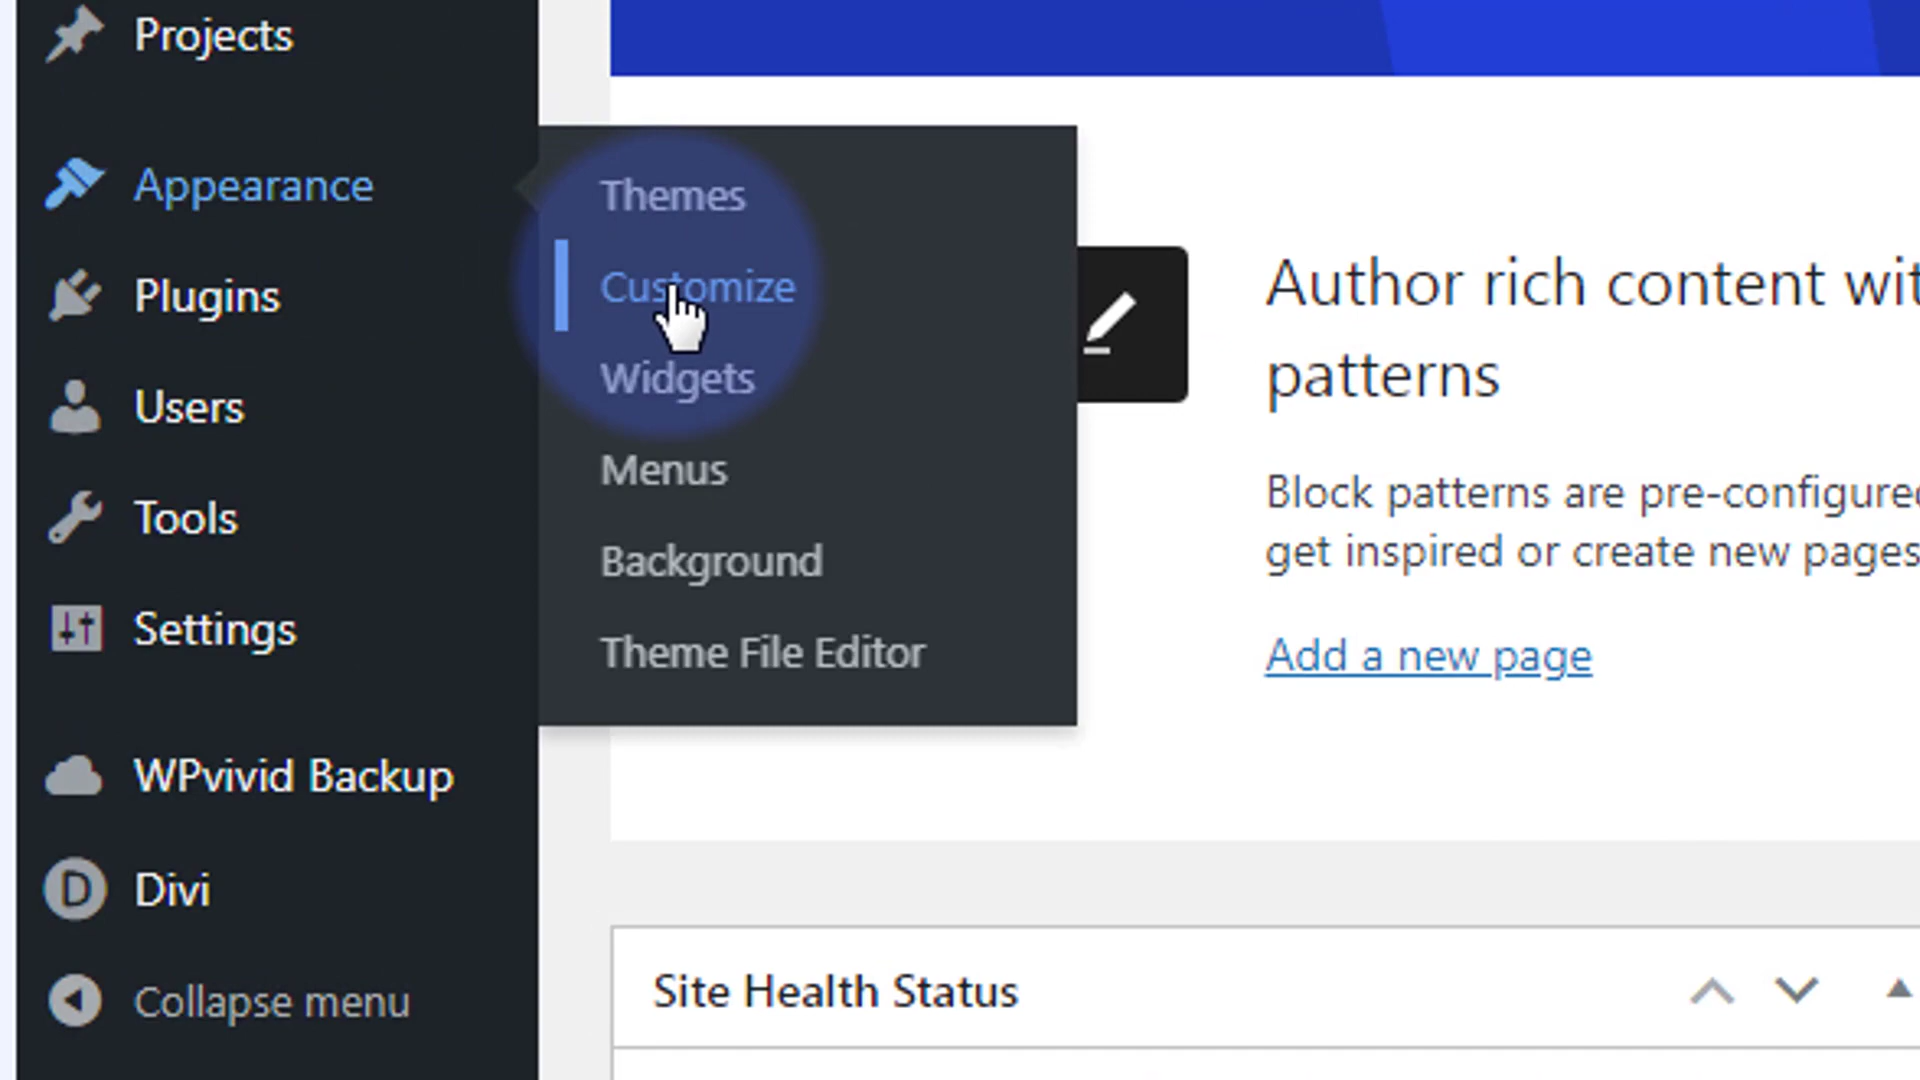 Projects
Appearance
Plugins
Users
Tools
Settings
WPvivid Backup
Divi
Collapse menu
Themes
Customize
Widgets
Menus
Background
Theme File Editor
Author rich content wit
patterns
Block patterns are pre-configured
get inspired or create new pages
Add a new page
Site Health Status